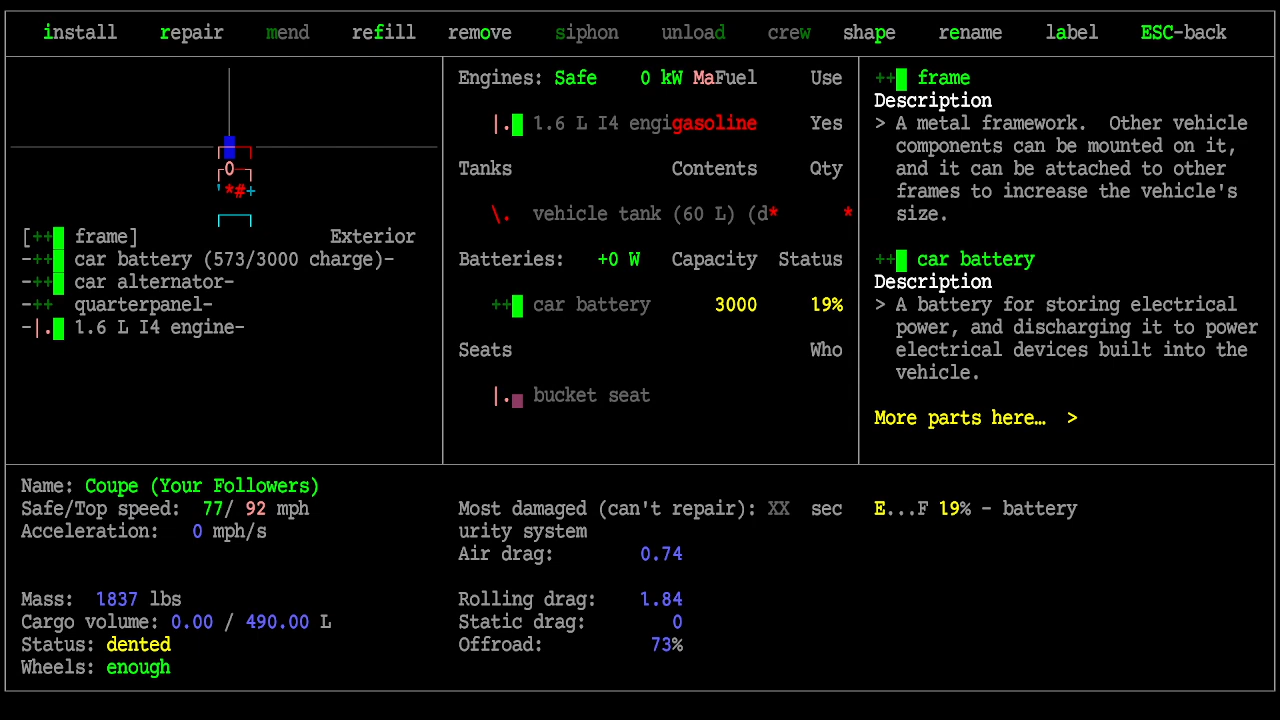 install repair mend refill remove siphon unload crew shape rename label ESC-back
Engines: Safe 0 kW MaFuel Use
|. 1.6 L I4 engigasoline Yes
Tanks Contents Qty
\. vehicle tank (60 L) (d* *
Batteries: +0 W Capacity Status
++ car battery 3000 19%
Seats Who
|. bucket seat
0
'*#+
[++ frame] Exterior
-++ car battery (573/3000 charge)-
-++ car alternator-
-++ quarterpanel-
-|. 1.6 L I4 engine-
++ frame
Description
> A metal framework. Other vehicle
components can be mounted on it,
and it can be attached to other
frames to increase the vehicle's
size.
++ car battery
Description
> A battery for storing electrical
power, and discharging it to power
electrical devices built into the
vehicle.
More parts here… >
Name: Coupe (Your Followers)
Safe/Top speed: 77/ 92 mph
Acceleration: 0 mph/s
Mass: 1837 lbs
Cargo volume: 0.00 / 490.00 L
Status: dented
Wheels: enough
Most damaged (can't repair): XX sec
urity system
Air drag: 0.74
Rolling drag: 1.84
Static drag: 0
Offroad: 73%
E...F 19% - battery